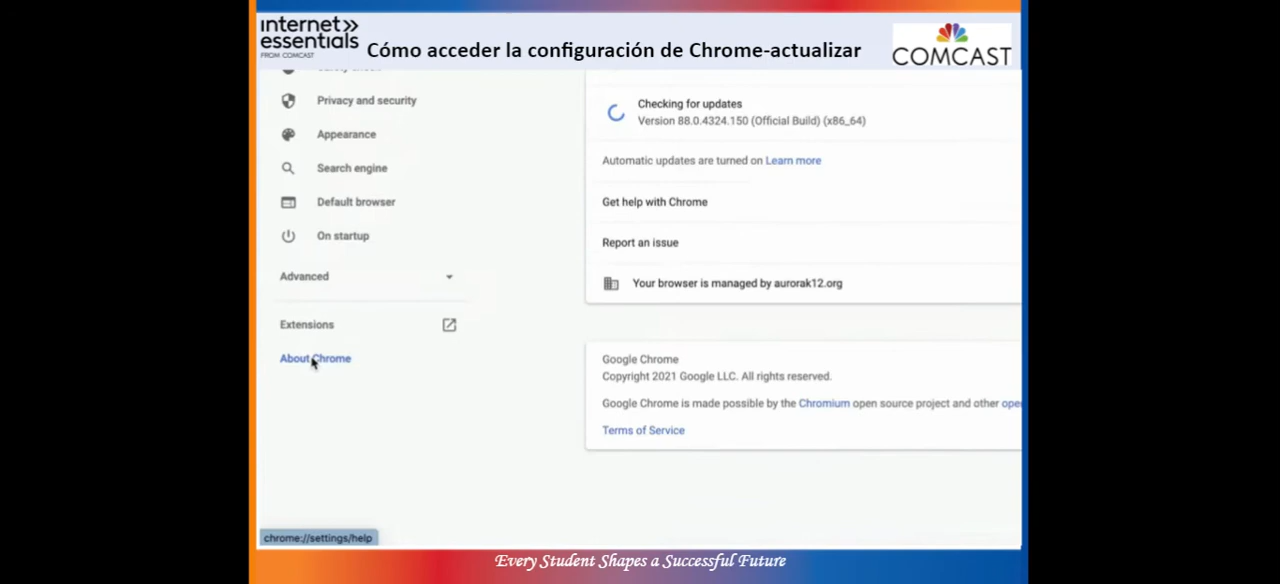 internet>>
essentials
FROM COMCAST
Cómo acceder la configuración de Chrome-actualizar
COMCAST
Privacy and security
Appearance
Search engine
Default browser
On startup
Advanced
Extensions
About Chrome
Checking for updates
Version 88.0.4324.150 (Official Build) (x86_64)
Automatic updates are turned on Learn more
Get help with Chrome
Report an issue
Your browser is managed by aurorak12.org
Google Chrome
Copyright 2021 Google LLC. All rights reserved.
Google Chrome is made possible by the Chromium open source project and other ope
Terms of Service
chrome://settings/help
Every Student Shapes a Successful Future